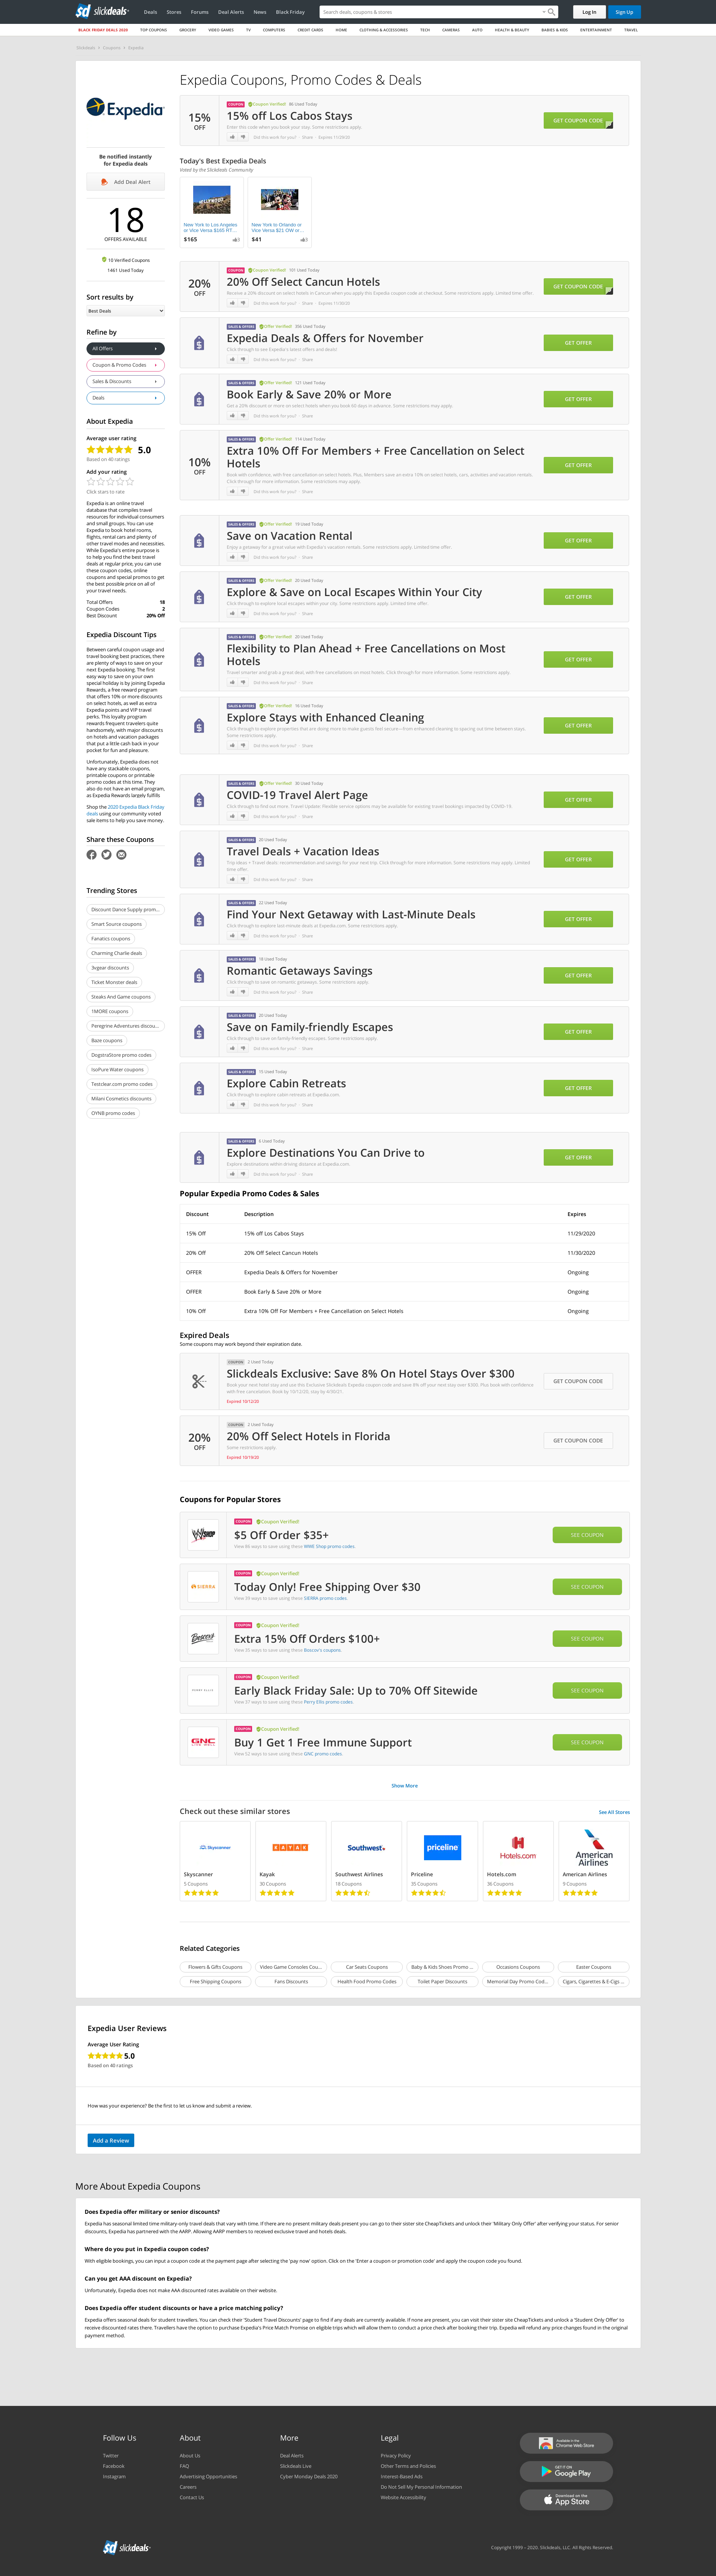 slickdeals
Deals Stores Forums Deal Alerts News Black Friday
Search deals, coupons & stores
Log In Sign Up
BLACK FRIDAY DEALS 2020 TOP COUPONS GROCERY VIDEO GAMES TV COMPUTERS CREDIT CARDS HOME CLOTHING & ACCESSORIES TECH CAMERAS AUTO HEALTH & BEAUTY BABIES & KIDS ENTERTAINMENT TRAVEL
Slickdeals > Coupons > Expedia
Expedia
Be notified instantly
for Expedia deals
Add Deal Alert
18
OFFERS AVAILABLE
10 Verified Coupons
1461 Used Today
Sort results by
Best Deals
Refine by
All Offers
Coupon & Promo Codes
Sales & Discounts
Deals
About Expedia
Average user rating
5.0
Based on 40 ratings
Add your rating
Click stars to rate
Expedia is an online travel
database that compiles travel
resources for individual consumers
and small groups. You can use
Expedia to book hotel rooms,
flights, rental cars and plenty of
other travel modes and necessities.
While Expedia's entire purpose is
to help you find the best travel
deals at regular price, you can use
these coupon codes, online
coupons and special promos to get
the best possible price on all of
your travel needs.
Total Offers 18
Coupon Codes 2
Best Discount 20% Off
Expedia Discount Tips
Between careful coupon usage and
travel booking best practices, there
are plenty of ways to save on your
next Expedia booking. The first
easy way to save on your own
special holiday is by joining Expedia
Rewards, a free reward program
that offers 10% or more discounts
on select hotels, as well as extra
Expedia points and VIP travel
perks. This loyalty program
rewards frequent travelers quite
handsomely, with major discounts
on hotels and vacation packages
that put a little cash back in your
pocket for fun and pleasure.
Unfortunately, Expedia does not
have any stackable coupons,
printable coupons or printable
promo codes at this time. They
also do not have an email program,
as Expedia Rewards largely fulfills
Shop the 2020 Expedia Black Friday
deals using our community voted
sale items to help you save money.
Share these Coupons
Trending Stores
Discount Dance Supply prom...
Smart Source coupons
Fanatics coupons
Charming Charlie deals
3vgear discounts
Ticket Monster deals
Steaks And Game coupons
1MORE coupons
Peregrine Adventures discou...
Baze coupons
DogstraStore promo codes
IsoPure Water coupons
Testclear.com promo codes
Milani Cosmetics discounts
OYNB promo codes
Expedia Coupons, Promo Codes & Deals
15% OFF
COUPON Coupon Verified! 86 Used Today
15% off Los Cabos Stays
Enter this code when you book your stay. Some restrictions apply.
Did this work for you? Share Expires 11/29/20
GET COUPON CODE
Today's Best Expedia Deals
Voted by the Slickdeals Community
New York to Los Angeles
or Vice Versa $165 RT...
$165
New York to Orlando or
Vice Versa $21 OW or...
$41
20% OFF
COUPON Coupon Verified! 101 Used Today
20% Off Select Cancun Hotels
Receive a 20% discount on select hotels in Cancun when you apply this Expedia coupon code at checkout. Some restrictions apply. Limited time offer.
Did this work for you? Share Expires 11/30/20
GET COUPON CODE
SALES & OFFERS Offer Verified! 356 Used Today
Expedia Deals & Offers for November
Click through to see Expedia's latest offers and deals!
Did this work for you? Share
GET OFFER
SALES & OFFERS Offer Verified! 121 Used Today
Book Early & Save 20% or More
Get a 20% discount or more on select hotels when you book 60 days in advance. Some restrictions may apply.
Did this work for you? Share
GET OFFER
10% OFF
SALES & OFFERS Offer Verified! 114 Used Today
Extra 10% Off For Members + Free Cancellation on Select
Hotels
Book with confidence, with free cancellation on select hotels. Plus, Members save an extra 10% on select hotels, cars, activities and vacation rentals.
Click through for more information. Some restrictions may apply.
Did this work for you? Share
GET OFFER
SALES & OFFERS Offer Verified! 19 Used Today
Save on Vacation Rental
Enjoy a getaway for a great value with Expedia's vacation rentals. Some restrictions apply. Limited time offer.
Did this work for you? Share
GET OFFER
SALES & OFFERS Offer Verified! 20 Used Today
Explore & Save on Local Escapes Within Your City
Click through to explore local escapes within your city. Some restrictions apply. Limited time offer.
Did this work for you? Share
GET OFFER
SALES & OFFERS Offer Verified! 20 Used Today
Flexibility to Plan Ahead + Free Cancellations on Most
Hotels
Travel smarter and grab a great deal, with free cancellations on most hotels. Click through for more information. Some restrictions apply.
Did this work for you? Share
GET OFFER
SALES & OFFERS Offer Verified! 16 Used Today
Explore Stays with Enhanced Cleaning
Click through to explore properties that are doing more to make guests feel secure—from enhanced cleaning to spacing out time between stays.
Some restrictions apply.
Did this work for you? Share
GET OFFER
SALES & OFFERS Offer Verified! 30 Used Today
COVID-19 Travel Alert Page
Click through to find out more. Travel Update: Flexible service options may be available for existing travel bookings impacted by COVID-19.
Did this work for you? Share
GET OFFER
SALES & OFFERS 20 Used Today
Travel Deals + Vacation Ideas
Trip ideas + Travel deals: recommendation and savings for your next trip. Click through for more information. Some restrictions may apply. Limited
time offer.
Did this work for you? Share
GET OFFER
SALES & OFFERS 22 Used Today
Find Your Next Getaway with Last-Minute Deals
Click through to explore last-minute deals at Expedia.com. Some restrictions apply.
Did this work for you? Share
GET OFFER
SALES & OFFERS 18 Used Today
Romantic Getaways Savings
Click through to save on romantic getaways. Some restrictions apply.
Did this work for you? Share
GET OFFER
SALES & OFFERS 20 Used Today
Save on Family-friendly Escapes
Click through to save on family-friendly escapes. Some restrictions apply.
Did this work for you? Share
GET OFFER
SALES & OFFERS 15 Used Today
Explore Cabin Retreats
Click through to explore cabin retreats at Expedia.com.
Did this work for you? Share
GET OFFER
SALES & OFFERS 6 Used Today
Explore Destinations You Can Drive to
Explore destinations within driving distance at Expedia.com.
Did this work for you? Share
GET OFFER
Popular Expedia Promo Codes & Sales
Discount Description Expires
15% Off 15% off Los Cabos Stays 11/29/2020
20% Off 20% Off Select Cancun Hotels 11/30/2020
OFFER Expedia Deals & Offers for November Ongoing
OFFER Book Early & Save 20% or More Ongoing
10% Off Extra 10% Off For Members + Free Cancellation on Select Hotels Ongoing
Expired Deals
Some coupons may work beyond their expiration date.
COUPON 2 Used Today
Slickdeals Exclusive: Save 8% On Hotel Stays Over $300
Book your next hotel stay and use this Exclusive Slickdeals Expedia coupon code and save 8% off your next stay over $300. Plus book with confidence
with free cancelation. Book by 10/12/20, stay by 4/30/21.
Expired 10/12/20
GET COUPON CODE
20% OFF
COUPON 2 Used Today
20% Off Select Hotels in Florida
Some restrictions apply.
Expired 10/19/20
GET COUPON CODE
Coupons for Popular Stores
SHOP
COUPON Coupon Verified!
$5 Off Order $35+
View 86 ways to save using these WWE Shop promo codes.
SEE COUPON
SIERRA
COUPON Coupon Verified!
Today Only! Free Shipping Over $30
View 39 ways to save using these SIERRA promo codes.
SEE COUPON
Boscov's
COUPON Coupon Verified!
Extra 15% Off Orders $100+
View 35 ways to save using these Boscov's coupons.
SEE COUPON
PERRY ELLIS
COUPON Coupon Verified!
Early Black Friday Sale: Up to 70% Off Sitewide
View 37 ways to save using these Perry Ellis promo codes.
SEE COUPON
GNC
LIVE WELL
COUPON Coupon Verified!
Buy 1 Get 1 Free Immune Support
View 52 ways to save using these GNC promo codes.
SEE COUPON
Show More
Check out these similar stores See All Stores
Skyscanner KAYAK Southwest priceline Hotels.com American Airlines
Skyscanner Kayak Southwest Airlines Priceline Hotels.com American Airlines
5 Coupons 30 Coupons 18 Coupons 35 Coupons 36 Coupons 9 Coupons
Related Categories
Flowers & Gifts Coupons Video Game Consoles Cou... Car Seats Coupons Baby & Kids Shoes Promo ... Occasions Coupons Easter Coupons
Free Shipping Coupons Fans Discounts Health Food Promo Codes Toilet Paper Discounts Memorial Day Promo Cod... Cigars, Cigarettes & E-Cigs ...
Expedia User Reviews
Average User Rating
5.0
Based on 40 ratings
How was your experience? Be the first to let us know and submit a review.
Add a Review
More About Expedia Coupons
Does Expedia offer military or senior discounts?
Expedia has seasonal limited time military-only travel deals that vary with time. If there are no present military deals present you can go to their sister site CheapTickets and unlock their 'Military Only Offer' after verifying your status. For senior
discounts, Expedia has partnered with the AARP. Allowing AARP members to received exclusive travel and hotels deals.
Where do you put in Expedia coupon codes?
With eligible bookings, you can input a coupon code at the payment page after selecting the 'pay now' option. Click on the 'Enter a coupon or promotion code' and apply the coupon code you found.
Can you get AAA discount on Expedia?
Unfortunately, Expedia does not make AAA discounted rates available on their website.
Does Expedia offer student discounts or have a price matching policy?
Expedia offers seasonal deals for student travellers. You can check their 'Student Travel Discounts' page to find if any deals are currently available. If none are present, you can visit their sister site CheapTickets and unlock a 'Student Only Offer' to
receive discounted rates there. Travellers have the option to purchase Expedia's Price Match Promise on eligible trips which will allow them to conduct a price check after booking their trip. Expedia will refund any price changes found in the original
payment method.
Follow Us About More Legal
Twitter About Us Deal Alerts Privacy Policy
Facebook FAQ Slickdeals Live Other Terms and Policies
Instagram Advertising Opportunities Cyber Monday Deals 2020 Interest-Based Ads
Careers Do Not Sell My Personal Information
Contact Us Website Accessibility
Available in the
Chrome Web Store
GET IT ON
Google Play
Download on the
App Store
slickdeals
Copyright 1999 - 2020. Slickdeals, LLC. All Rights Reserved.